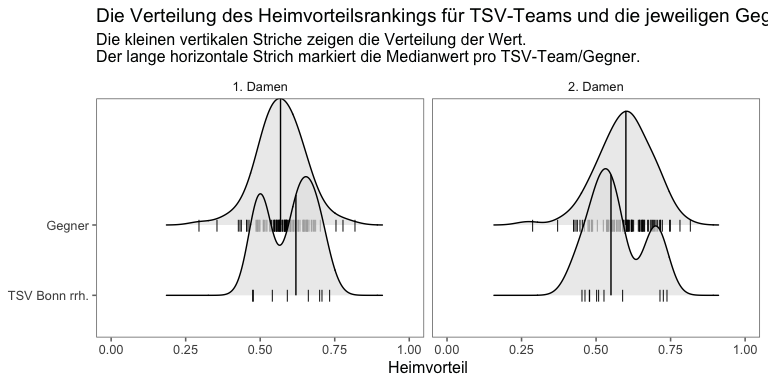 Die Verteilung des Heimvorteilsrankings für TSV-Teams und die jeweiligen Geg
Die kleinen vertikalen Striche zeigen die Verteilung der Wert.
Der lange horizontale Strich markiert die Medianwert pro TSV-Team/Gegner.
1. Damen 2. Damen
Gegner
TSV Bonn rrh.
0.00 0.25 0.50 0.75 1.00 0.00 0.25 0.50 0.75 1.00
Heimvorteil